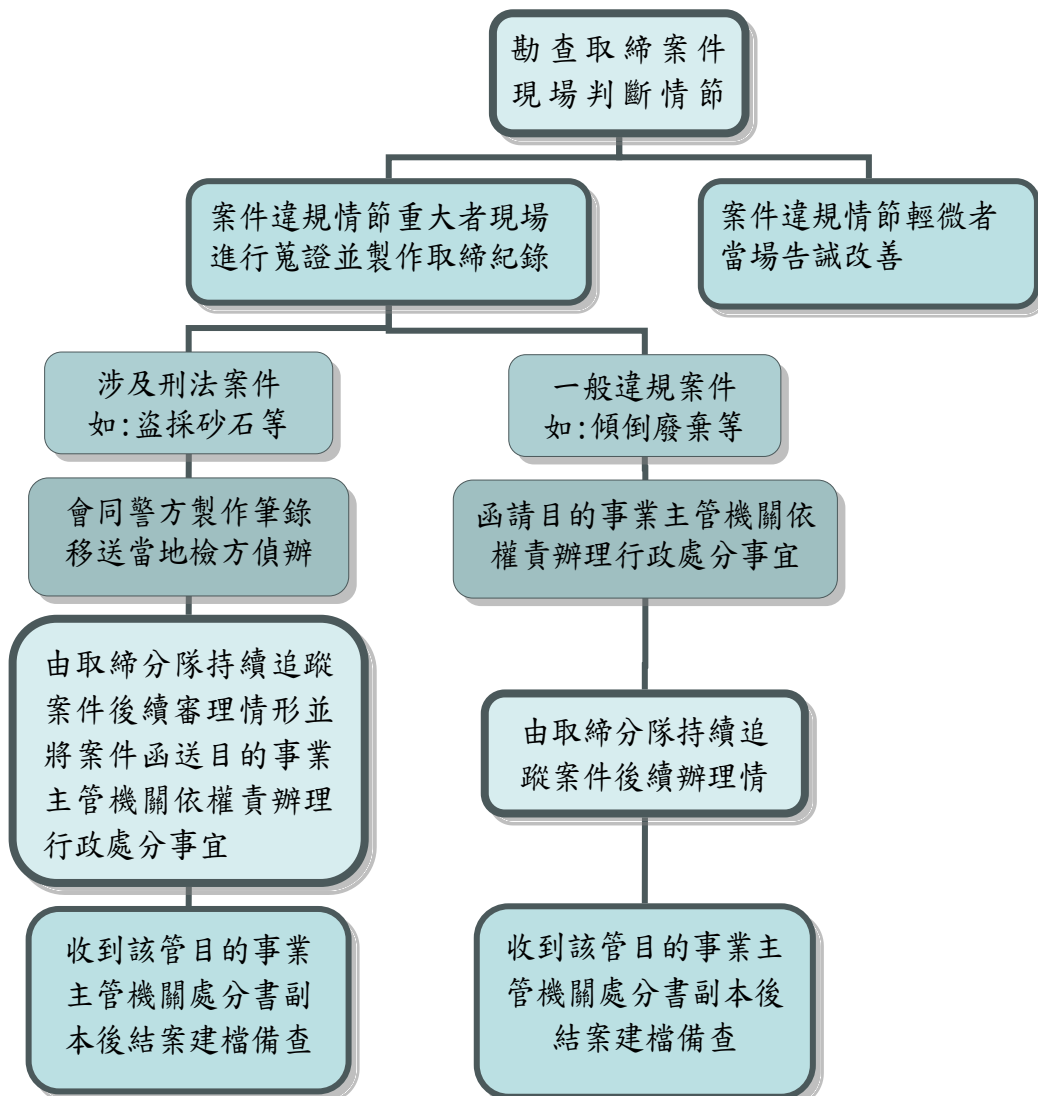 勘查取締案件
現場判斷情節
案件違規情節重大者現場
進行蒐證並製作取締紀錄
案件違規情節輕微者
當場告誡改善
涉及刑法案件
如:盜採砂石等
一般違規案件
如:傾倒廢棄等
會同警方製作筆錄
移送當地檢方偵辦
函請目的事業主管機關依
權責辦理行政處分事宜
由取締分隊持續追蹤
案件後續審理情形並
將案件函送目的事業
主管機關依權責辦理
行政處分事宜
由取締分隊持續追
蹤案件後續辦理情
收到該管目的事業
主管機關處分書副
本後結案建檔備查
收到該管目的事業主
管機關處分書副本後
結案建檔備查